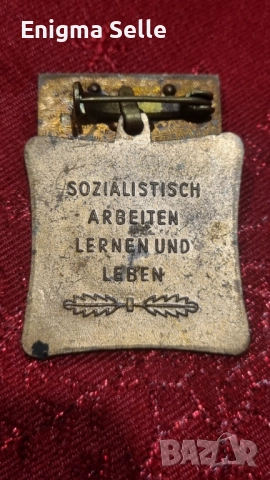 Enigma Selle
SOZIALISTISCH
ARBEITEN
LERNEN UND
LEBEN
BAZAR